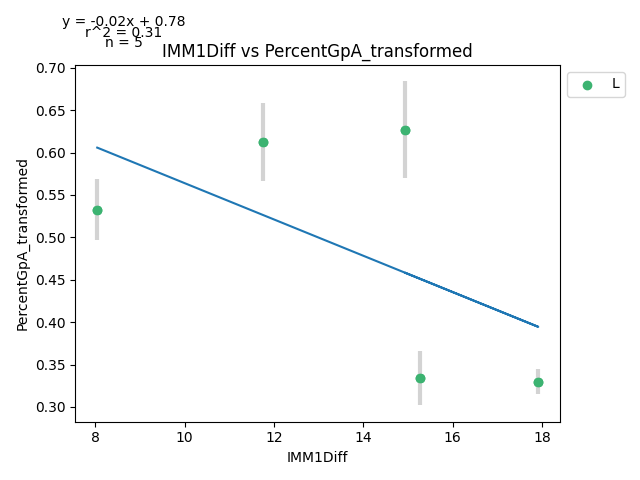 y = -0.02x + 0.78
r^2 = 0.31
n = 5
IMM1Diff vs PercentGpA_transformed
L
0.70
0.65
0.60
0.55
0.50
0.45
0.40
0.35
0.30
PercentGpA_transformed
8
10
12
14
16
18
IMM1Diff